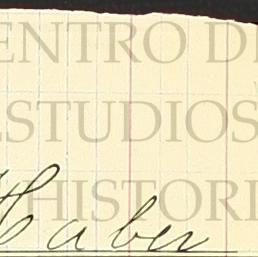 ENTRO DE
ESTUDIOS
HISTORI
Haber